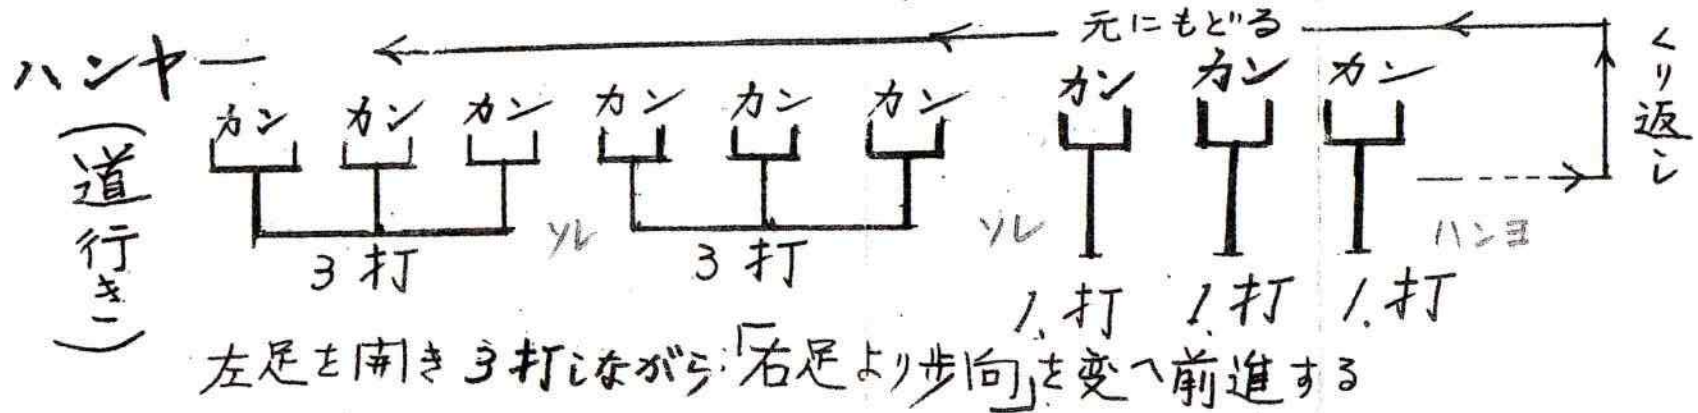 元にもどる
くり返し
ハンヤー
(道行き)
カン カン カン カン カン カン カン カン カン
ソレ ソレ ハンヨ
3打 3打 1.打 1.打 1.打
左足を開き3打しながら「右足より歩向」を変へ前進する